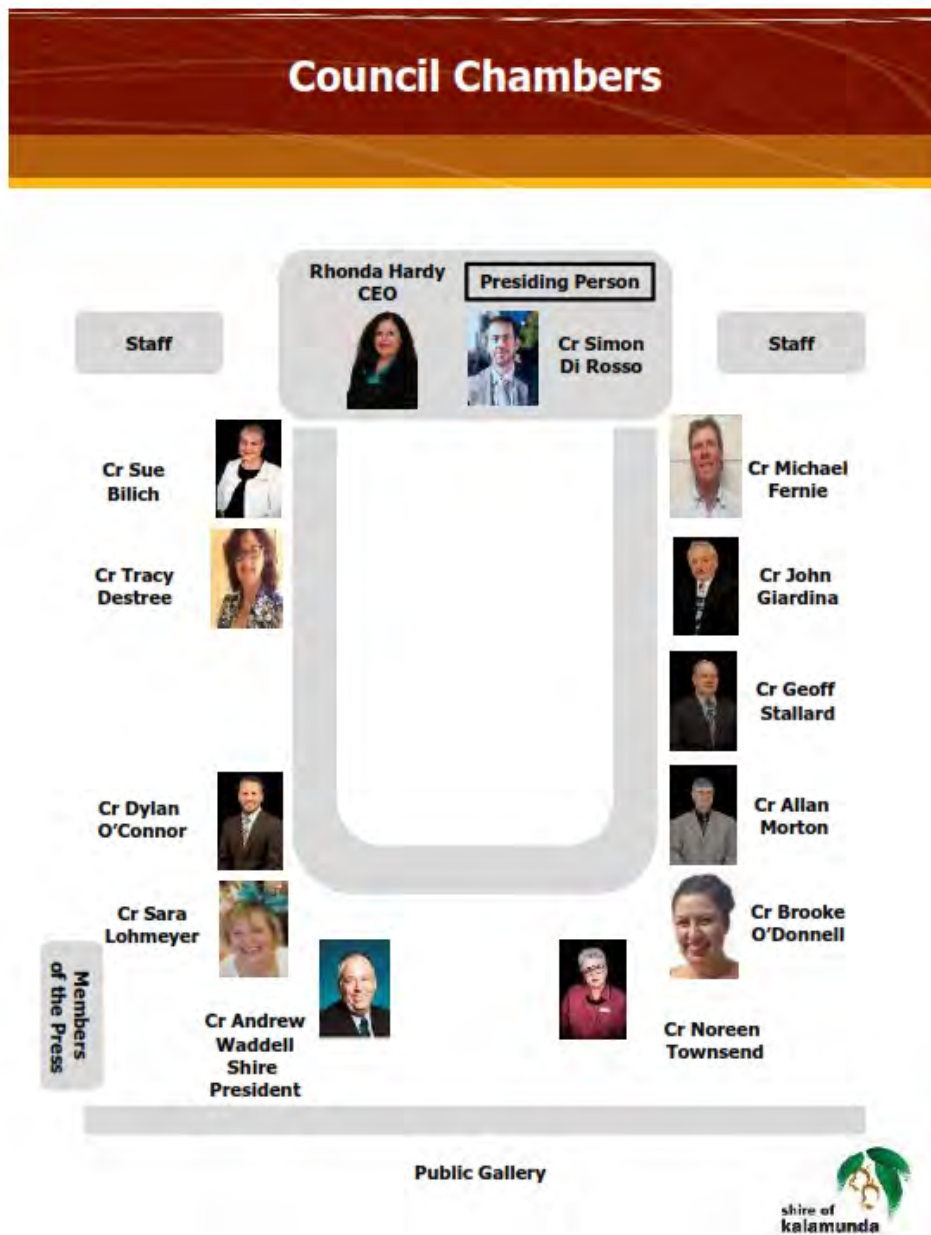 Council Chambers
Rhonda Hardy
CEO
Presiding Person
Cr Simon
Di Rosso
Staff
Staff
Cr Sue
Bilich
Cr Michael
Fernie
Cr Tracy
Destree
Cr John
Giardina
Cr Geoff
Stallard
Cr Dylan
O'Connor
Cr Allan
Morton
Cr Sara
Lohmeyer
Cr Brooke
O'Donnell
Members
of the Press
Cr Andrew
Waddell
Shire
President
Cr Noreen
Townsend
Public Gallery
shire of
kalamunda